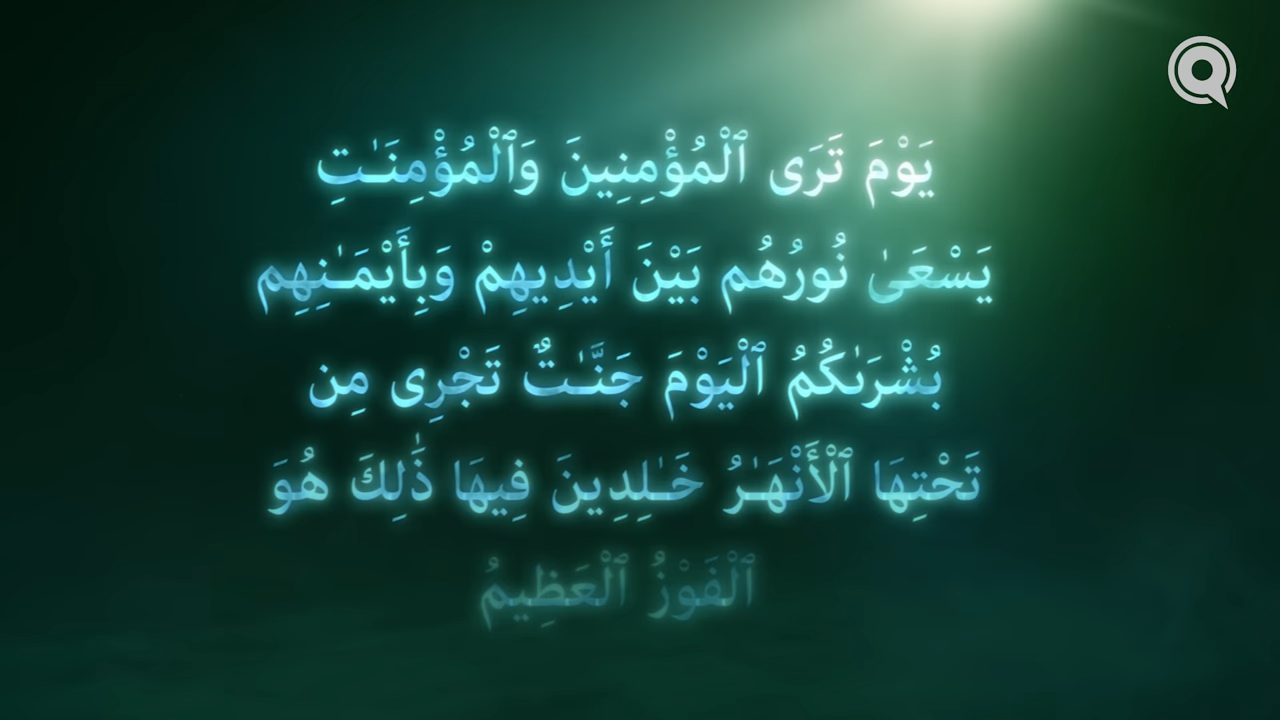 يَوْمَ تَرَى ٱلْمُؤْمِنِينَ وَٱلْمُؤْمِنَـٰتِ
يَسْعَىٰ نُورُهُم بَيْنَ أَيْدِيهِمْ وَبِأَيْمَـٰنِهِم
بُشْرَىٰكُمُ ٱلْيَوْمَ جَنَّـٰتٌ تَجْرِى مِن
تَحْتِهَا ٱلْأَنْهَـٰرُ خَـٰلِدِينَ فِيهَا ذَٰلِكَ هُوَ
ٱلْفَوْزُ ٱلْعَظِيمُ